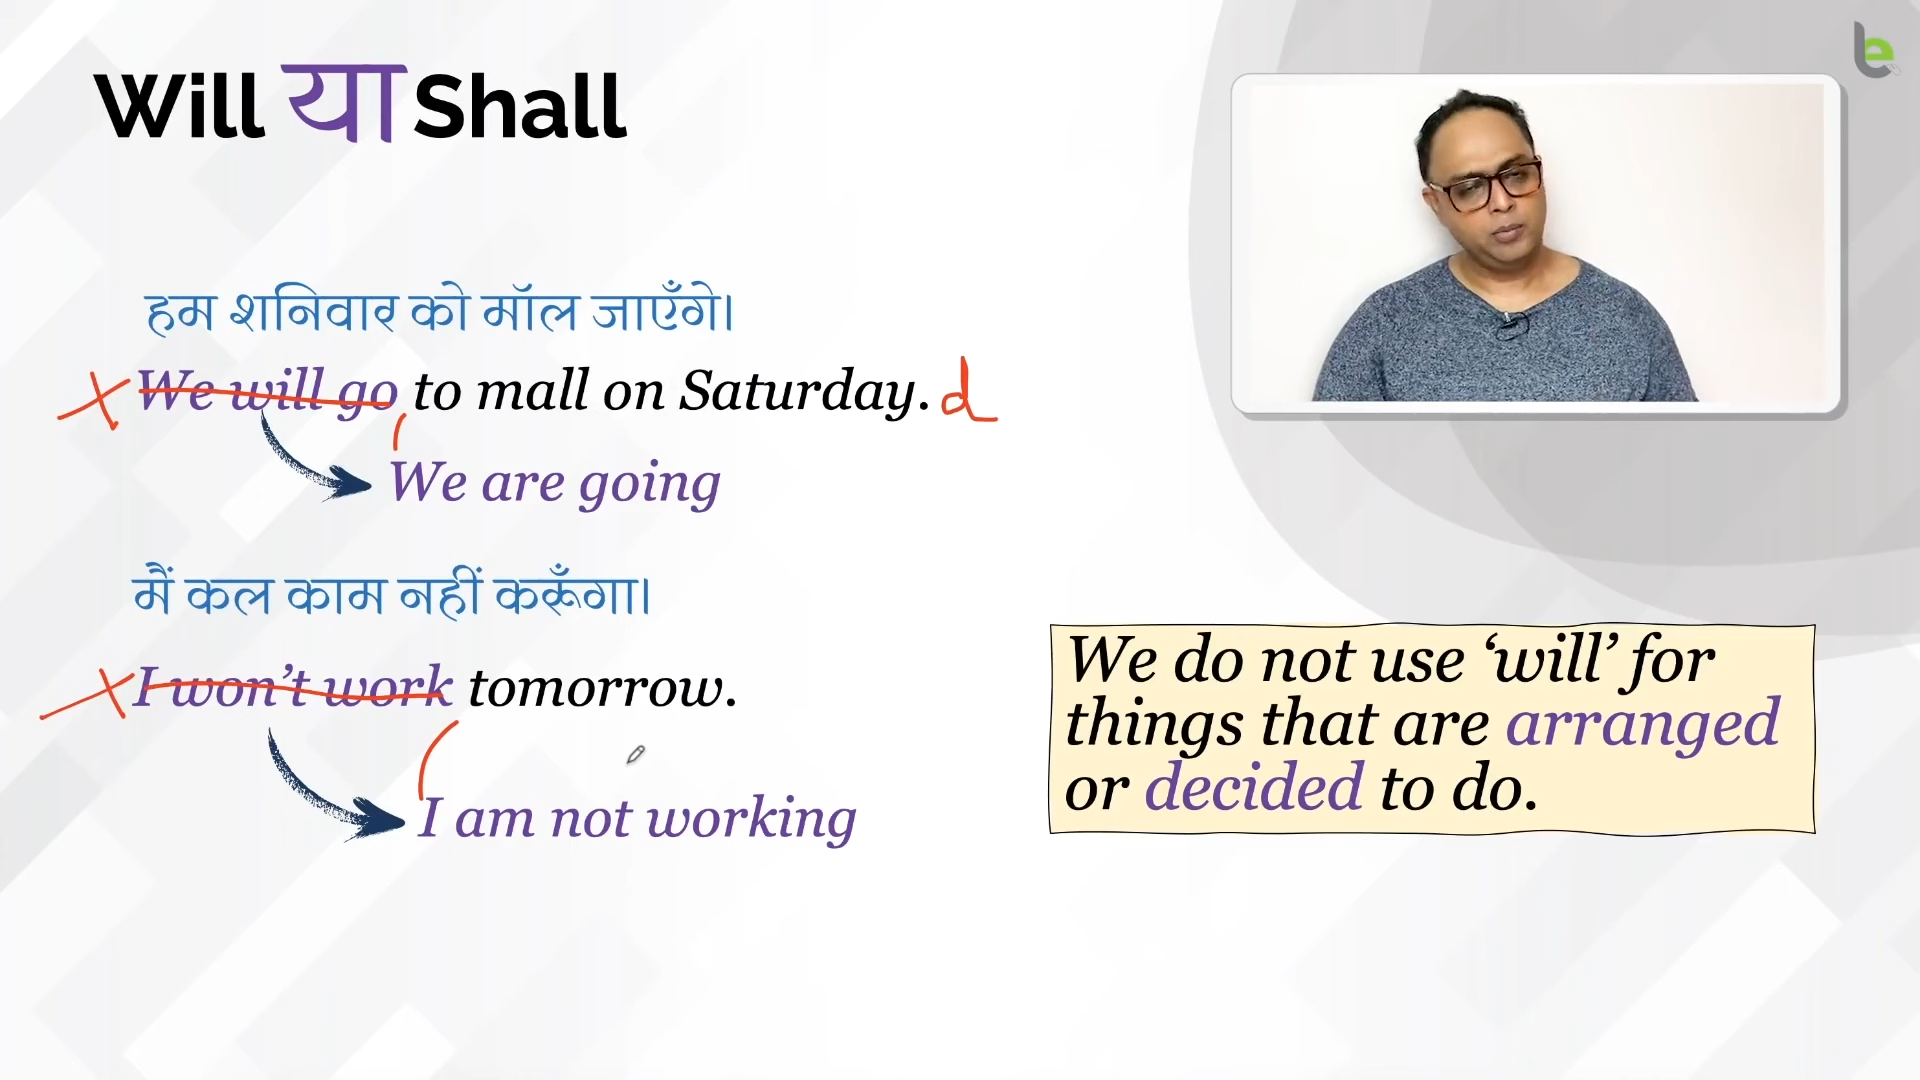 Will या Shall
हम शनिवार को मॉल जाएँगे।
We will go to mall on Saturday. d
We are going
मैं कल काम नहीं करूँगा।
I won't work tomorrow.
I am not working
We do not use ‘will’ for
things that are arranged
or decided to do.